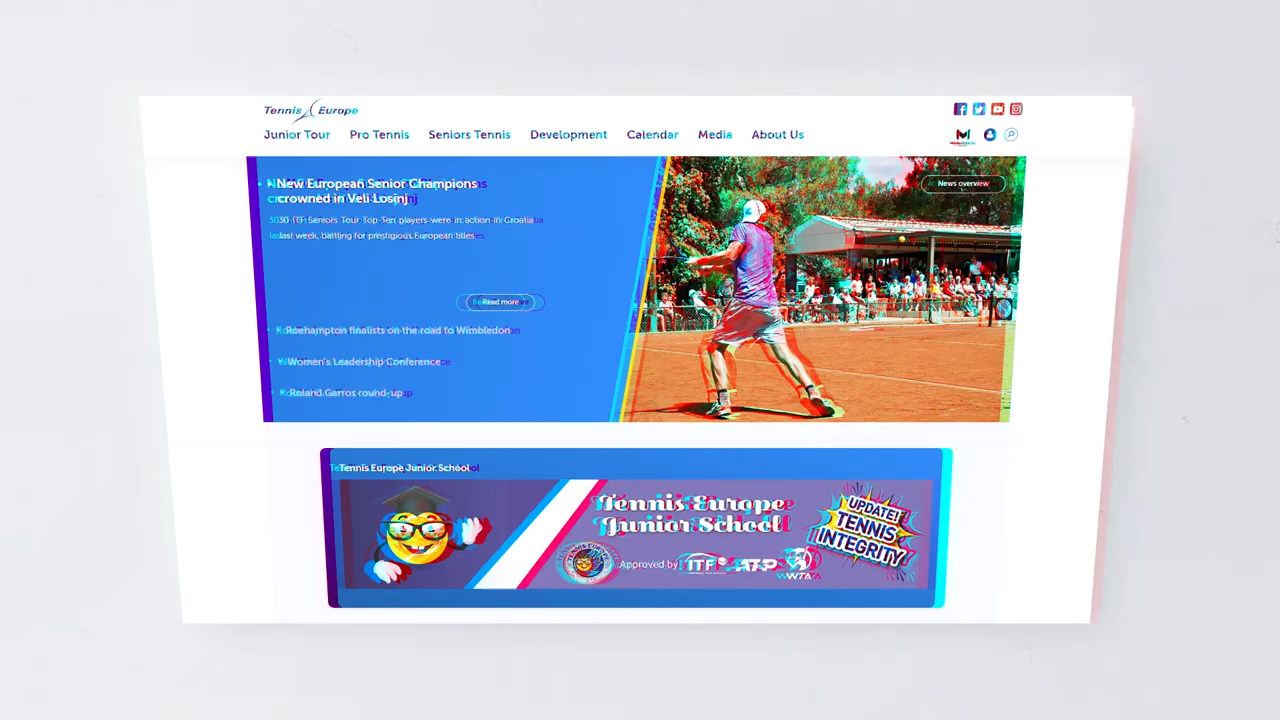 Tennis Europe
Junior Tour Pro Tennis Seniors Tennis Development Calendar Media About Us
New European Senior Champions
crowned in Veli Losinj
News overview
30 ITF Seniors Tour Top Ten players were in action in Croatia
last week, battling for prestigious European titles
Read more
Roehampton finalists on the road to Wimbledon
Women's Leadership Conference
Roland Garros round-up
Tennis Europe Junior School
Tennis Europe
Junior School
UPDATE!
TENNIS
INTEGRITY
Approved by ITF ATP WTA